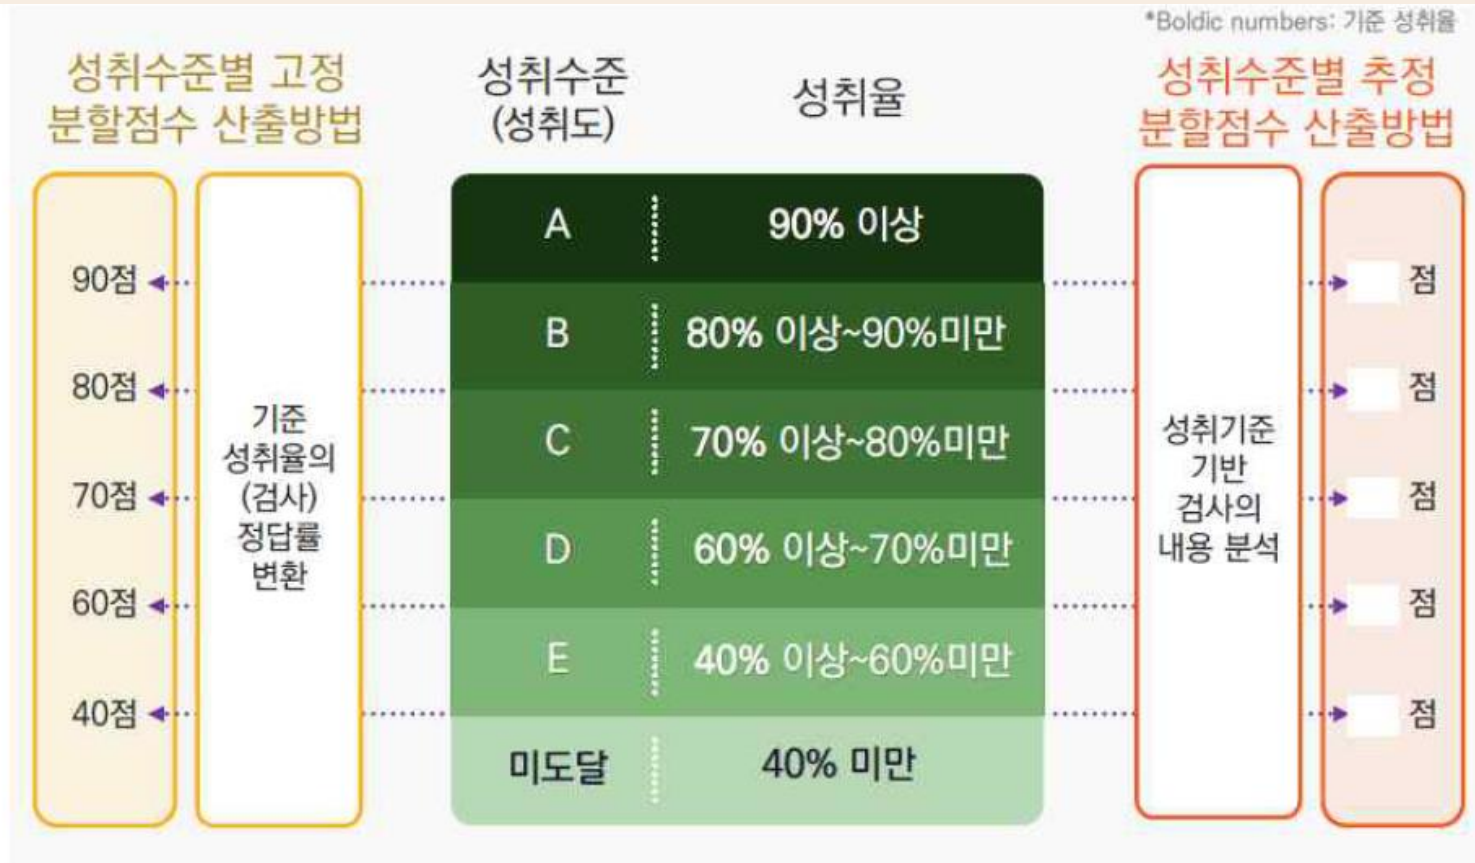 *Boldic numbers: 기준 성취율
성취수준별 고정
분할점수 산출방법
성취수준
(성취도)
성취율
성취수준별 추정
분할점수 산출방법
A 90% 이상
90점 점
B 80% 이상~90%미만
80점 점
C 70% 이상~80%미만
70점 점
D 60% 이상~70%미만
60점 점
E 40% 이상~60%미만
40점 점
미도달 40% 미만
기준
성취율의
(검사)
정답률
변환
성취기준
기반
검사의
내용 분석